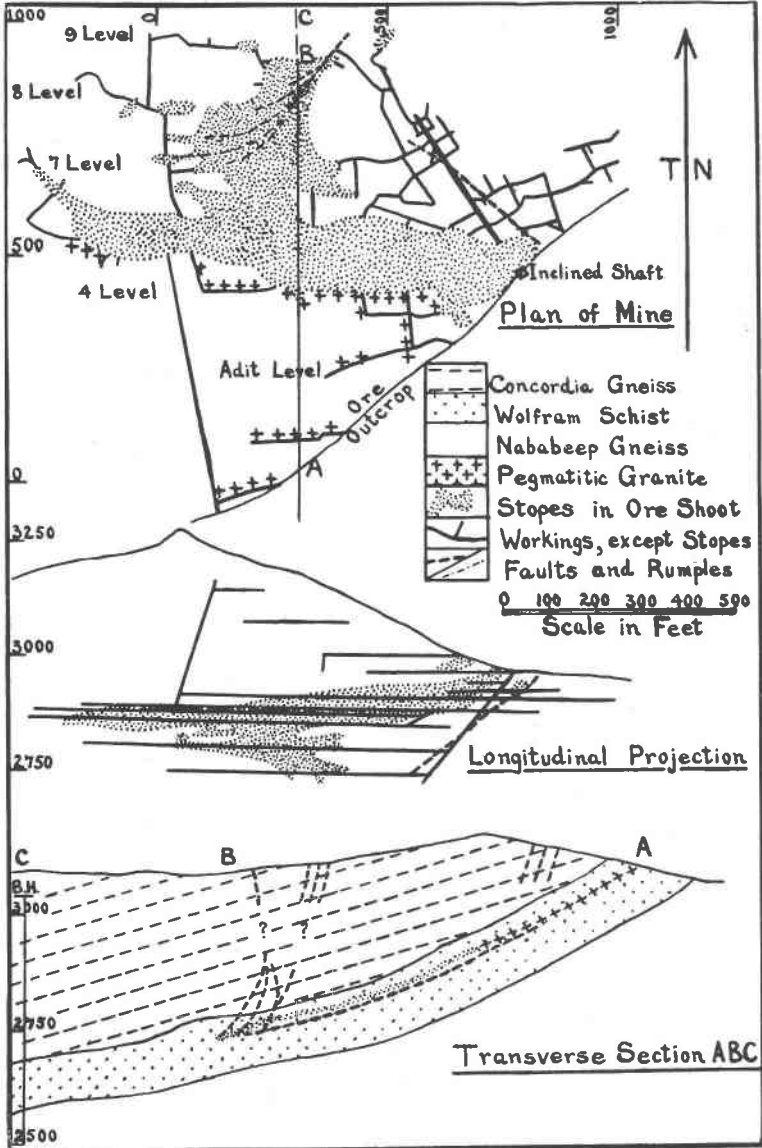 1000 0 C 500 1000
9 Level
B
8 Level
7 Level
T N
500
Inclined Shaft
4 Level
Plan of Mine
Adit Level
Ore
Outcrop
Concordia Gneiss
Wolfram Schist
Nababeep Gneiss
Pegmatitic Granite
Stopes in Ore Shoot
Workings, except Stopes
Faults and Rumples
0
A
0 100 200 300 400 500
Scale in Feet
3250
3000
2750
Longitudinal Projection
C B A
B.H.
3000
? ?
2750
Transverse Section ABC
2500